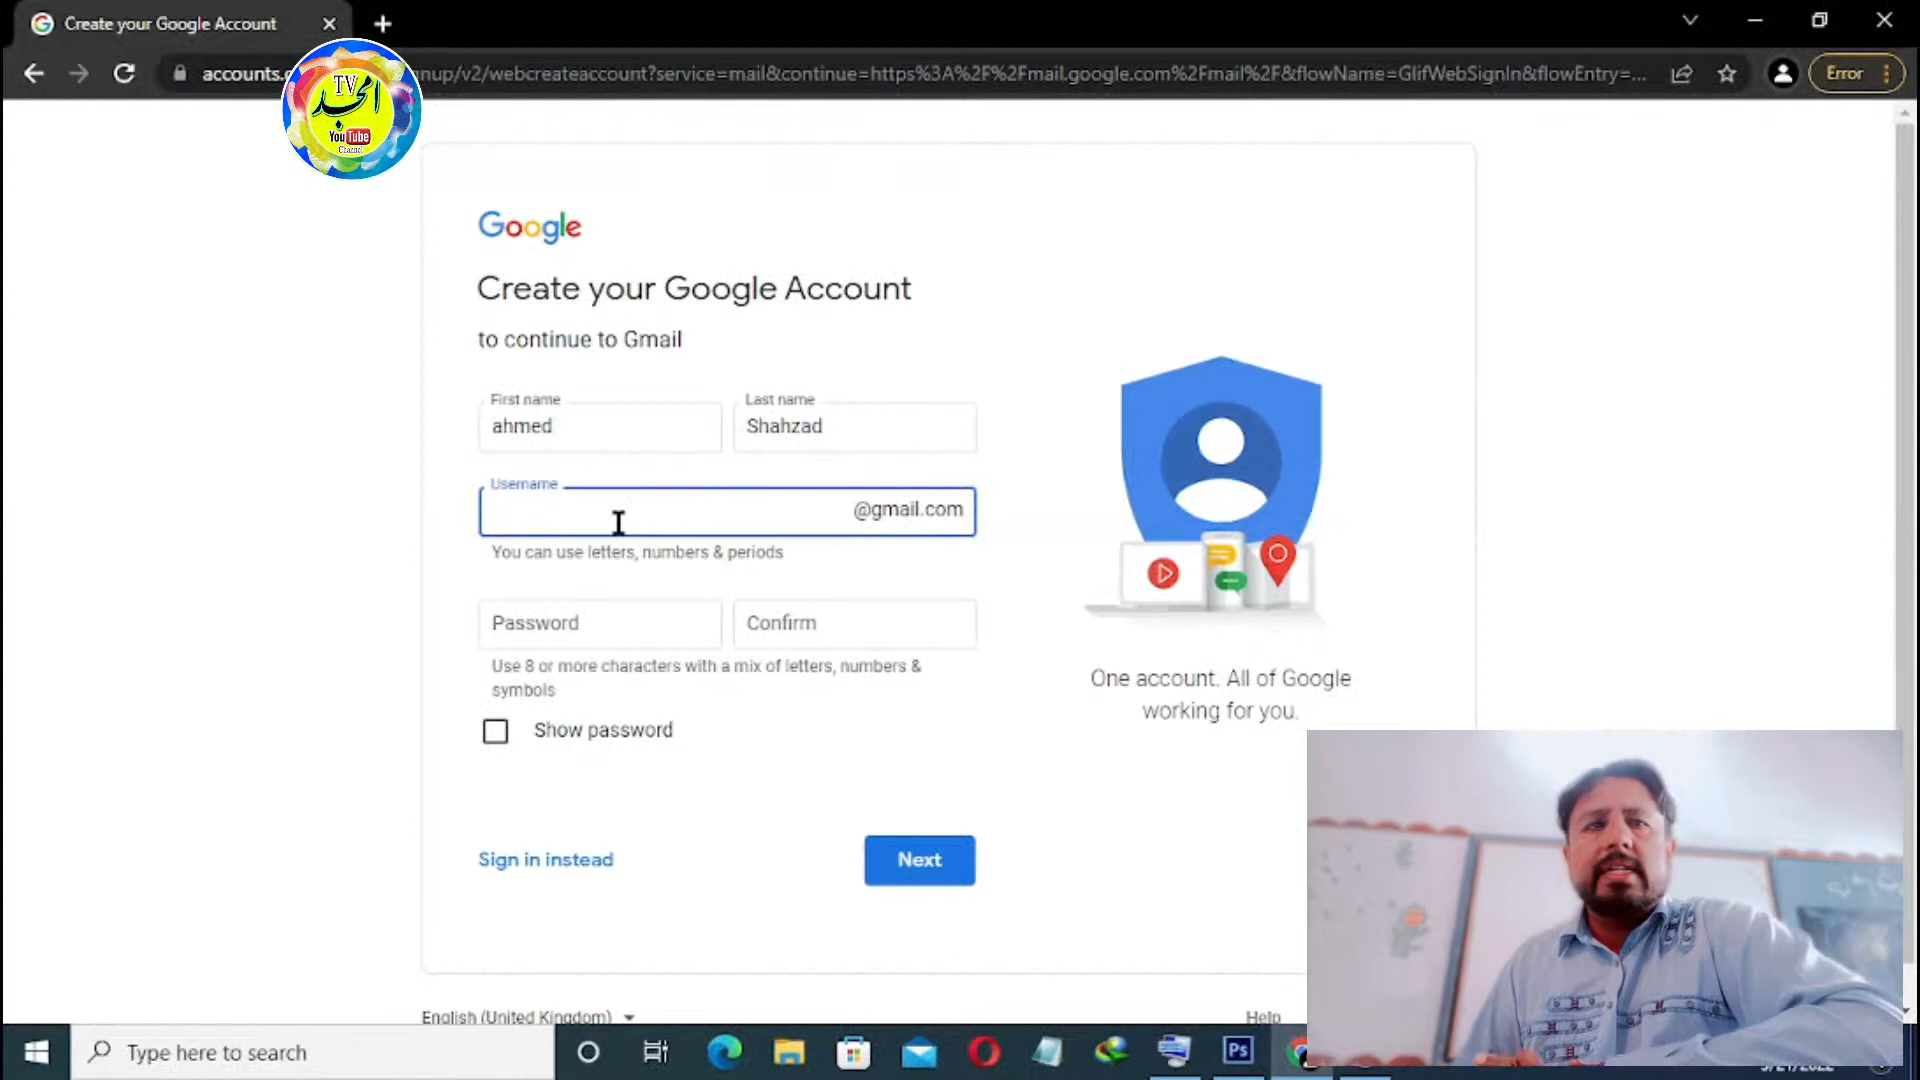 Create your Google Account
accounts.
nup/v2/webcreateaccount?service=mail&continue=https%3A%2F%2Fmail.google.com%2Fmail%2F&flowName=GlifWebSignIn&flowEntry=...
Error
TV
امجد
YouTube
Channel
Google
Create your Google Account
to continue to Gmail
First name
Last name
ahmed
Shahzad
Username
@gmail.com
You can use letters, numbers & periods
Password
Confirm
Use 8 or more characters with a mix of letters, numbers &
symbols
Show password
One account. All of Google
working for you.
Sign in instead
Next
English (United Kingdom)
Help
Type here to search
Ps